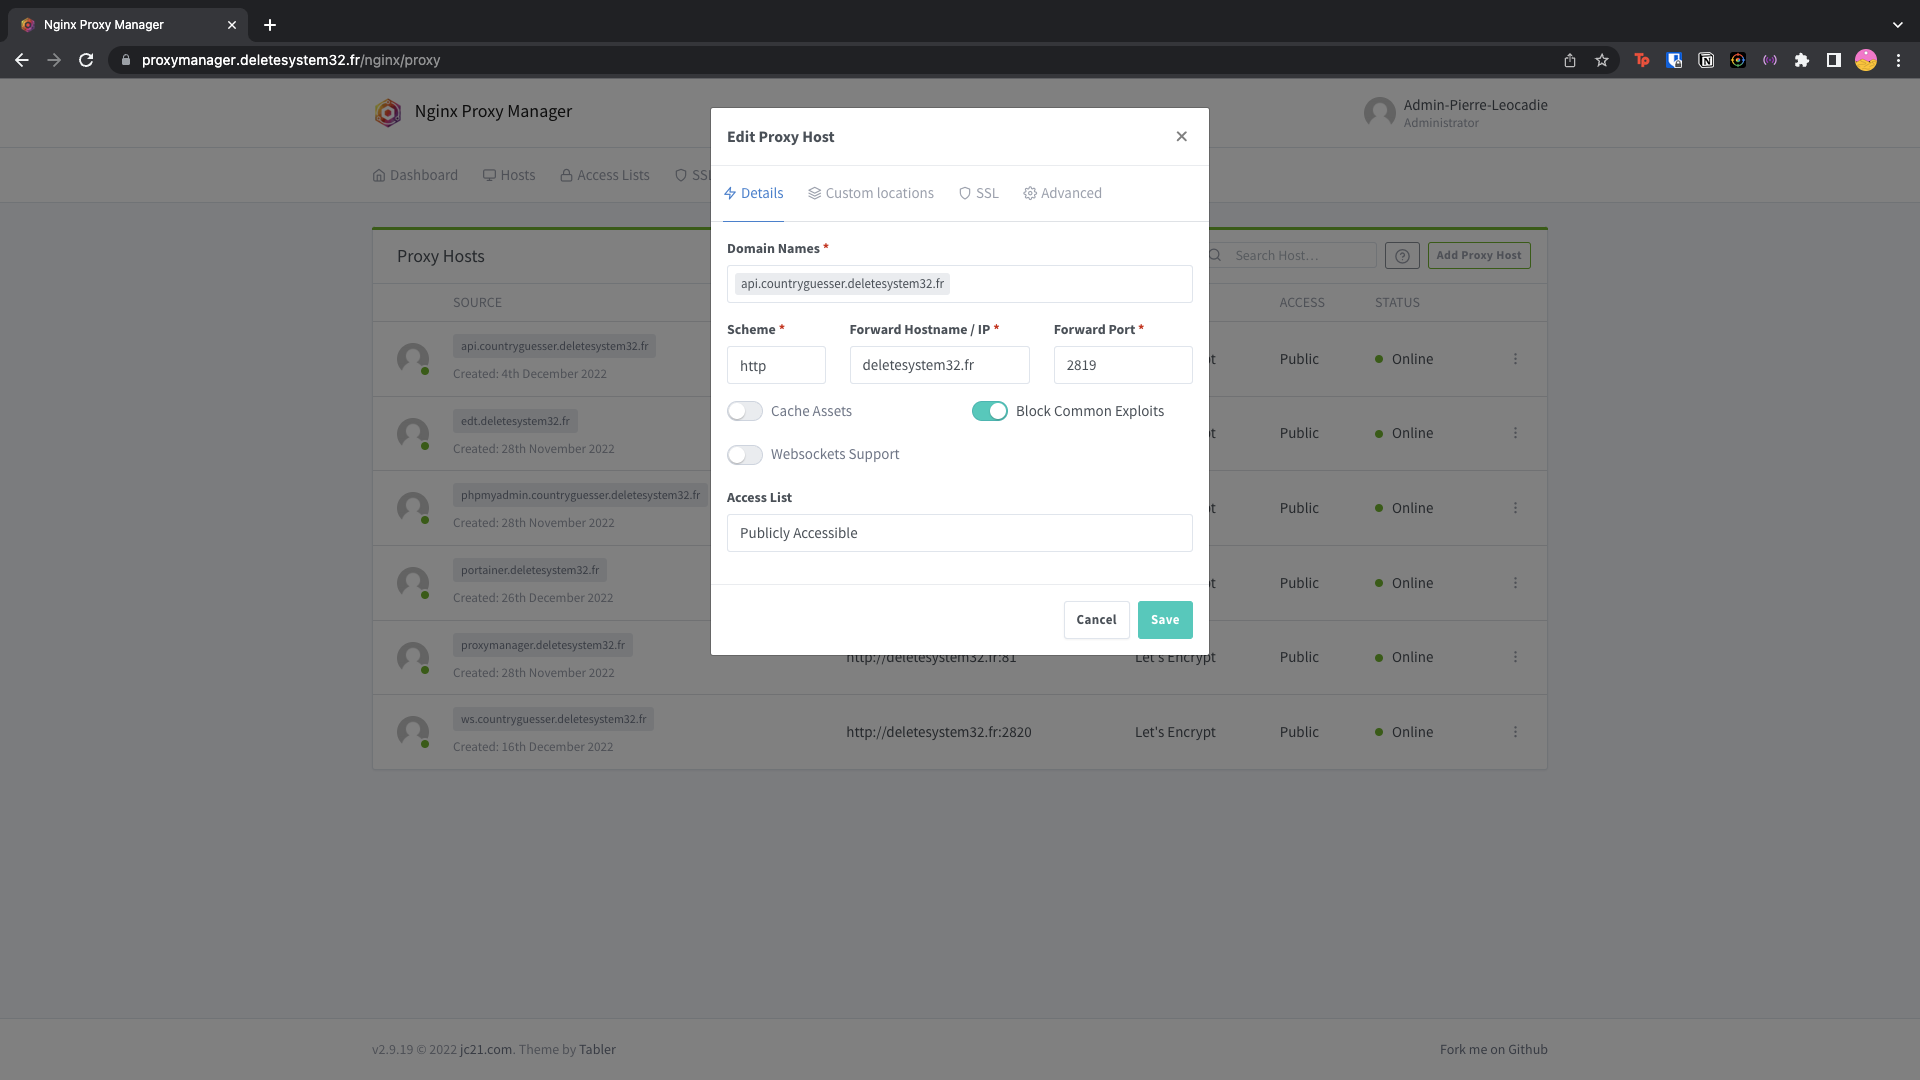 Nginx Proxy Manager
proxymanager.deletesystem32.fr/nginx/proxy
Nginx Proxy Manager
Admin-Pierre-Leocadie
Administrator
Dashboard Hosts Access Lists SSL
Edit Proxy Host
Details Custom locations SSL Advanced
Domain Names *
api.countryguesser.deletesystem32.fr
Scheme * Forward Hostname / IP * Forward Port *
http deletesystem32.fr 2819
Cache Assets Block Common Exploits
Websockets Support
Access List
Publicly Accessible
Cancel Save
Proxy Hosts Search Host... Add Proxy Host
SOURCE ACCESS STATUS
api.countryguesser.deletesystem32.fr
Created: 4th December 2022
Public Online
edt.deletesystem32.fr
Created: 28th November 2022
Public Online
phpmyadmin.countryguesser.deletesystem32.fr
Created: 28th November 2022
Public Online
portainer.deletesystem32.fr
Created: 26th December 2022
Public Online
proxymanager.deletesystem32.fr
Created: 28th November 2022
http://deletesystem32.fr:81 Let's Encrypt Public Online
ws.countryguesser.deletesystem32.fr
Created: 16th December 2022
http://deletesystem32.fr:2820 Let's Encrypt Public Online
v2.9.19 © 2022 jc21.com. Theme by Tabler
Fork me on Github